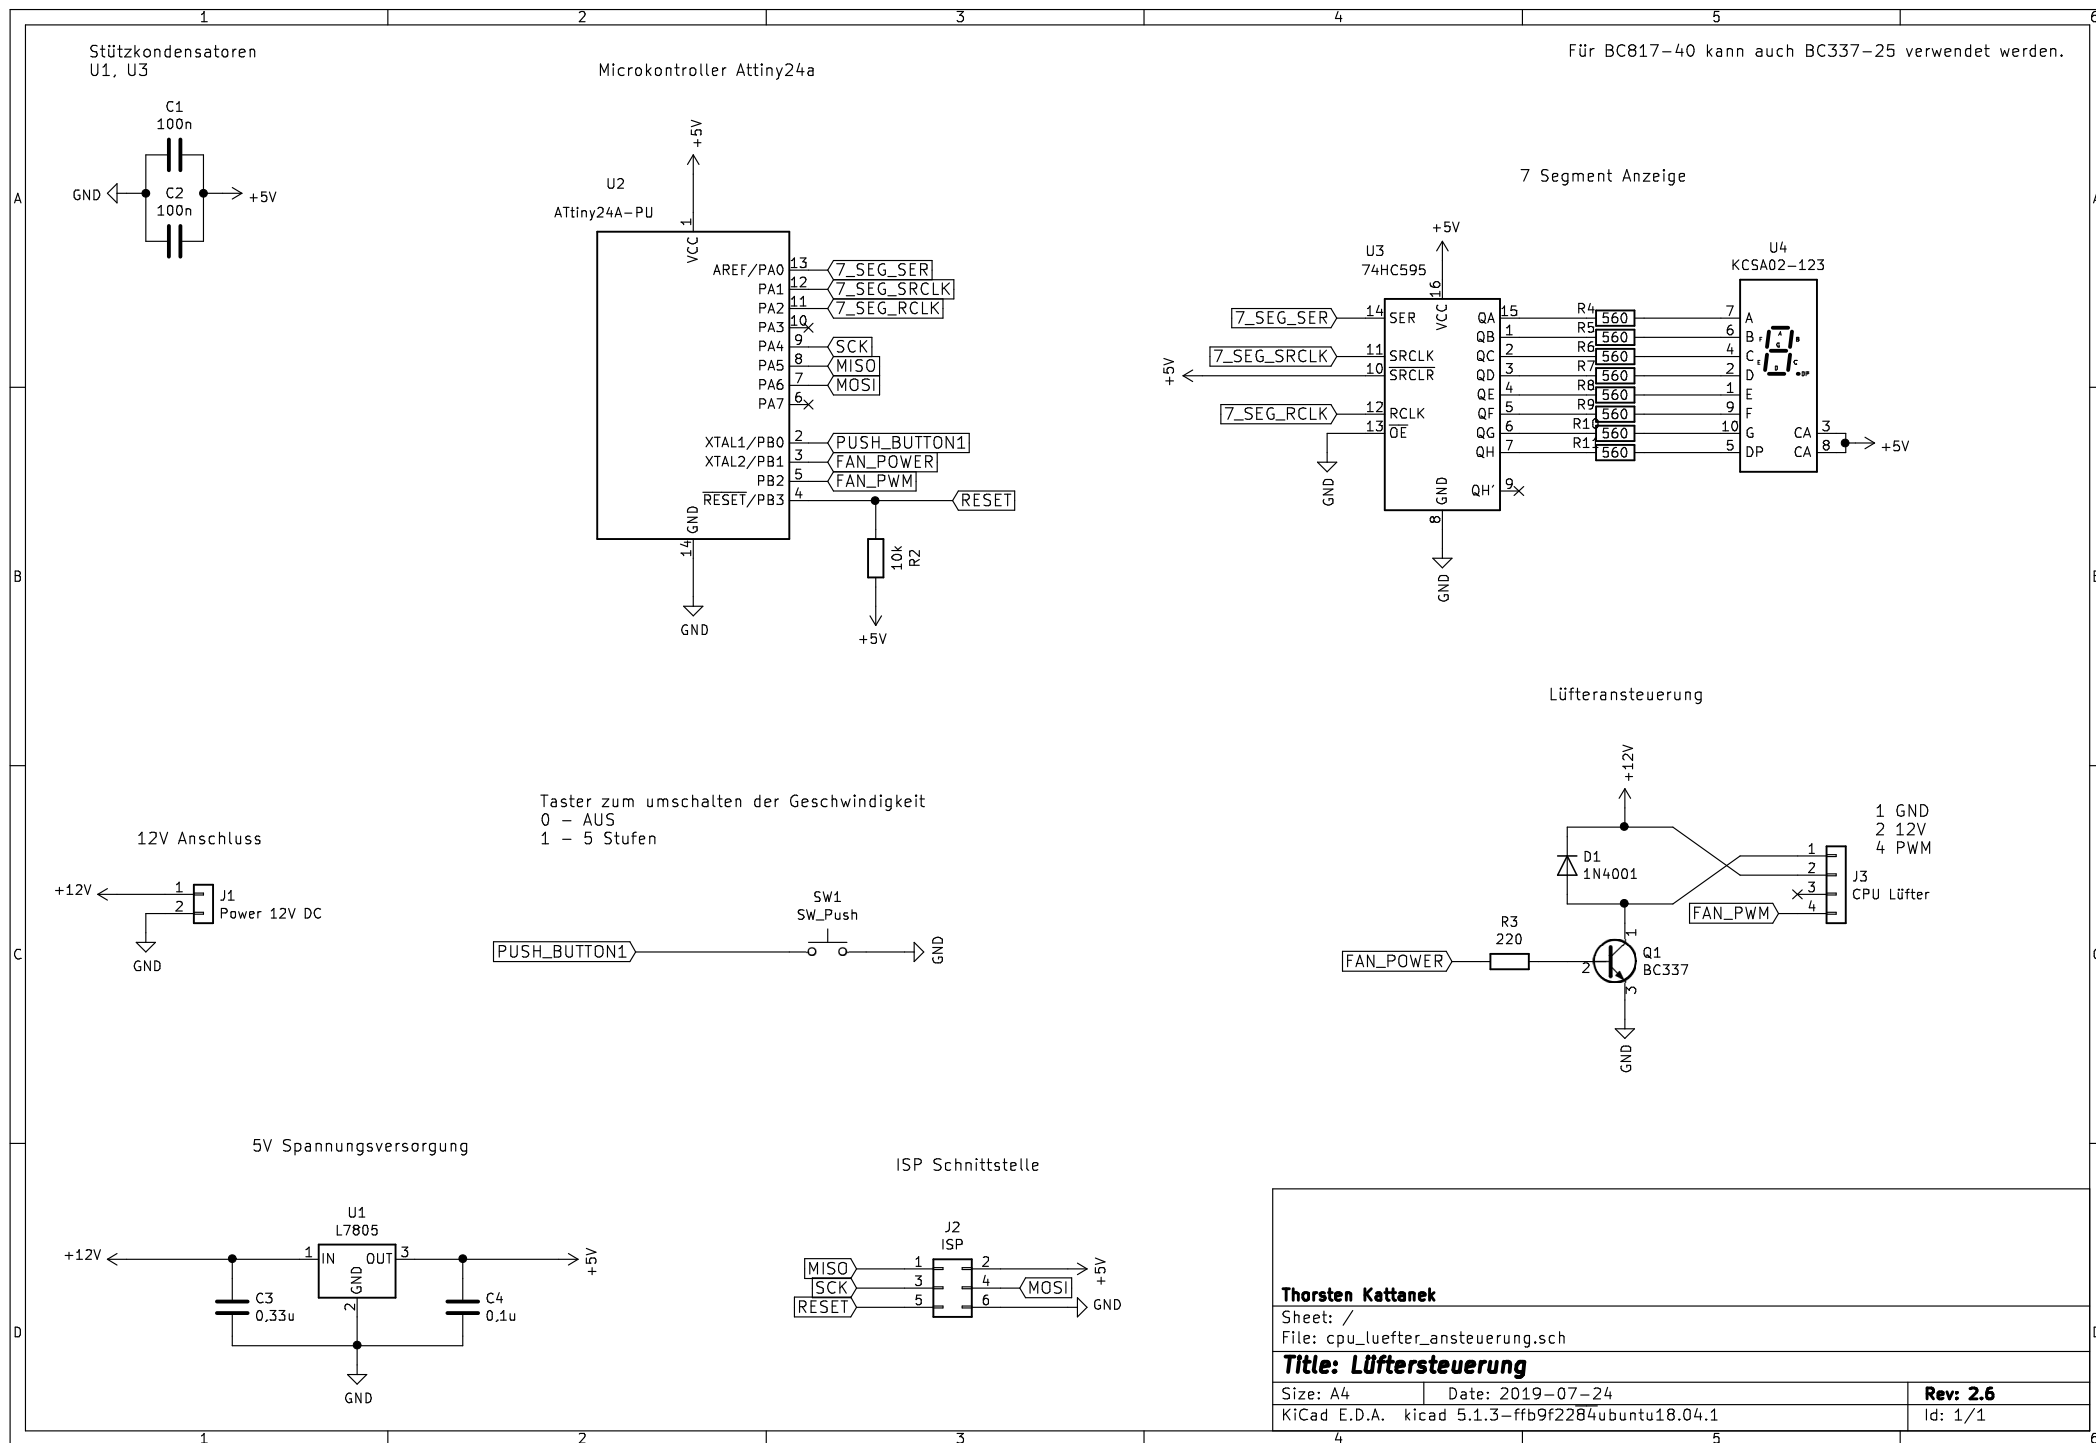 1 2 3 4 5 6
Stützkondensatoren
U1, U3
Microkontroller Attiny24a
Für BC817-40 kann auch BC337-25 verwendet werden.
C1
100n
GND
C2
100n
+5V
A
B
C
D
U2
ATtiny24A-PU
+5V
VCC 1
AREF/PA0 13 7_SEG_SER
PA1 12 7_SEG_SRCLK
PA2 11 7_SEG_RCLK
PA3 10
PA4 9 SCK
PA5 8 MISO
PA6 7 MOSI
PA7 6
XTAL1/PB0 2 PUSH_BUTTON1
XTAL2/PB1 3 FAN_POWER
PB2 5 FAN_PWM
RESET/PB3 4 RESET
GND 14
GND
10k
R2
+5V
7 Segment Anzeige
+5V
U3
74HC595
VCC 16
7_SEG_SER 14 SER
7_SEG_SRCLK 11 SRCLK
+5V 10 SRCLR
7_SEG_RCLK 12 RCLK
13 OE
GND
QA 15 R4 560 7 A
QB 1 R5 560 6 B
QC 2 R6 560 4 C
QD 3 R7 560 2 D
QE 4 R8 560 1 E
QF 5 R9 560 9 F
QG 6 R10 560 10 G
QH 7 R11 560 5 DP
QH' 9
GND 8
GND
U4
KCSA02-123
A
F B
G
E C
D
DP
CA 3
CA 8
+5V
12V Anschluss
+12V 1 J1
2 Power 12V DC
GND
Taster zum umschalten der Geschwindigkeit
0 - AUS
1 - 5 Stufen
SW1
SW_Push
PUSH_BUTTON1
GND
Lüfteransteuerung
+12V
D1
1N4001
1 GND
2 12V
4 PWM
1
2
3
4
J3
CPU Lüfter
FAN_PWM
R3
220
FAN_POWER
1
2
3
Q1
BC337
GND
5V Spannungsversorgung
U1
L7805
+12V
1 IN
OUT 3
GND 2
+5V
C3
0,33u
C4
0,1u
GND
ISP Schnittstelle
J2
ISP
MISO 1 2 +5V
SCK 3 4 MOSI
RESET 5 6 GND
Thorsten Kattanek
Sheet: /
File: cpu_luefter_ansteuerung.sch
Title: Lüftersteuerung
Size: A4 Date: 2019-07-24 Rev: 2.6
KiCad E.D.A. kicad 5.1.3-ffb9f2284ubuntu18.04.1 Id: 1/1
1 2 3 4 5 6